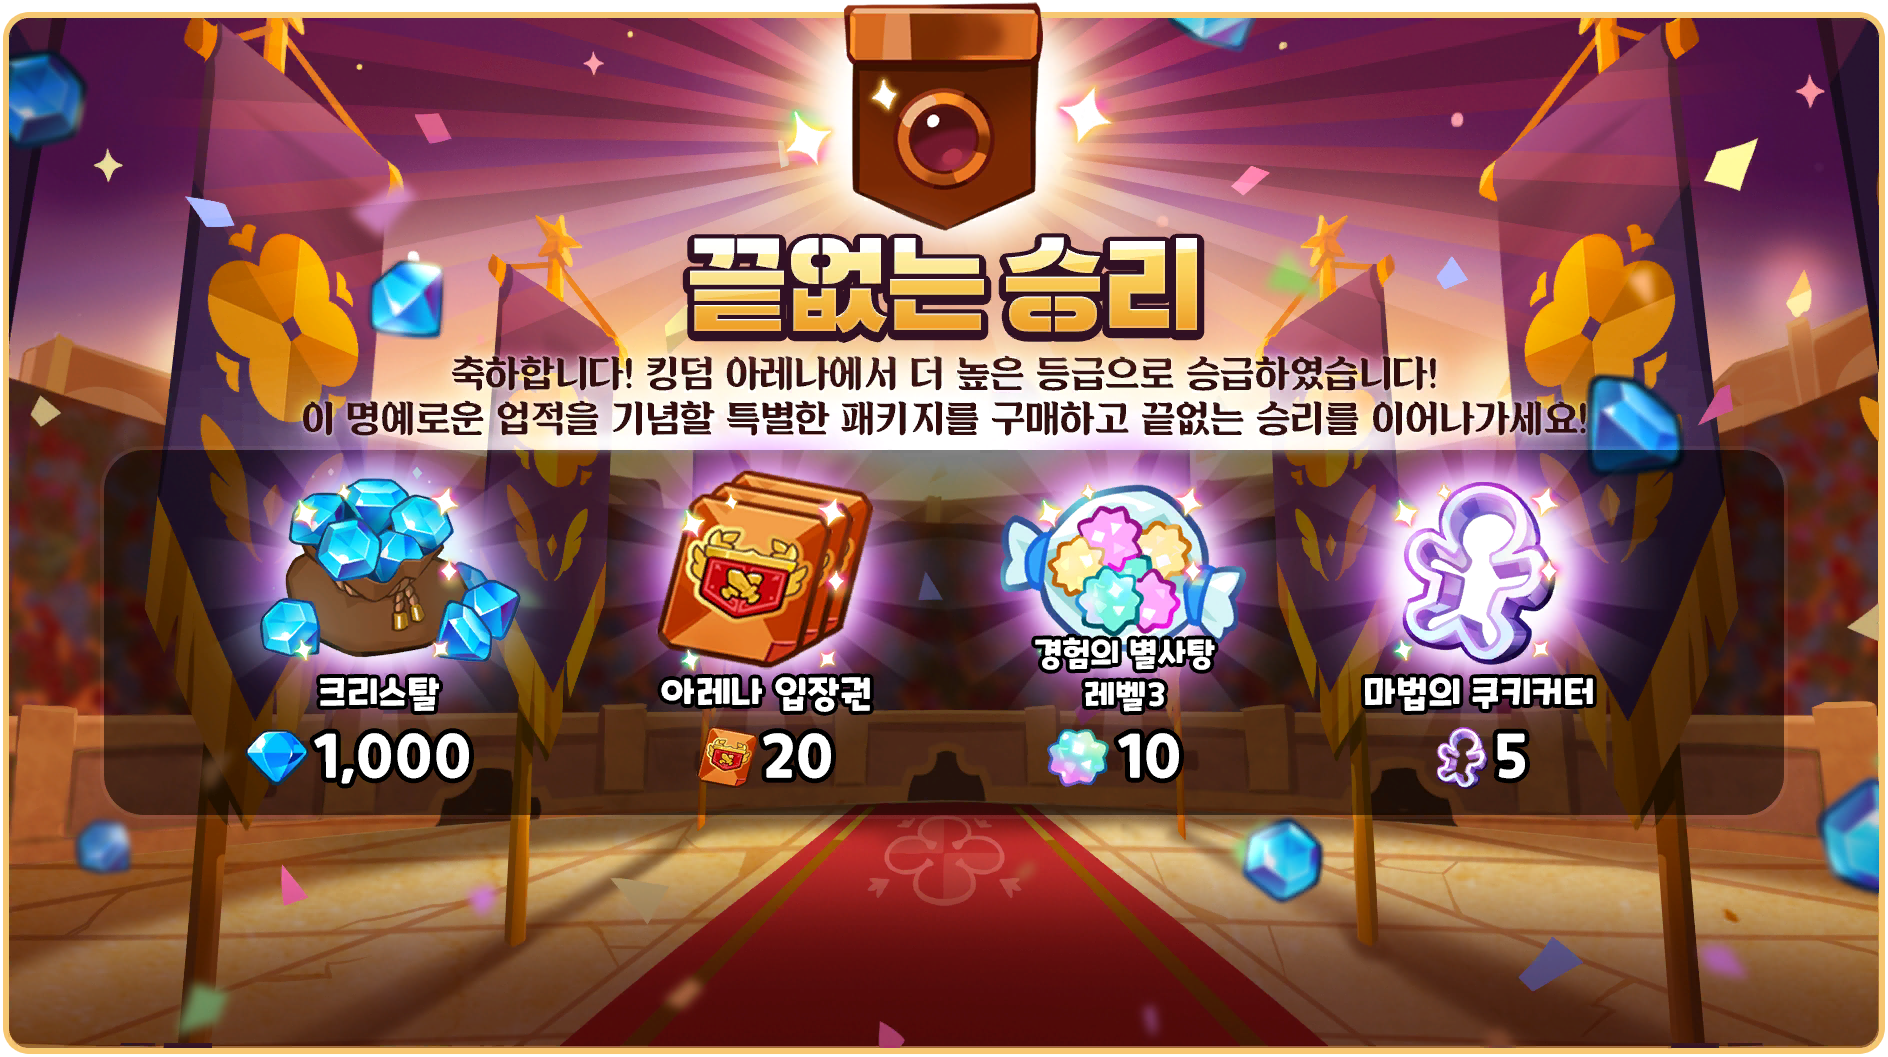 끝없는 승리
축하합니다! 킹덤 아레나에서 더 높은 등급으로 승급하였습니다!
이 명예로운 업적을 기념할 특별한 패키지를 구매하고 끝없는 승리를 이어나가세요!
크리스탈
1,000
아레나 입장권
20
경험의 별사탕
레벨3
10
마법의 쿠키커터
5